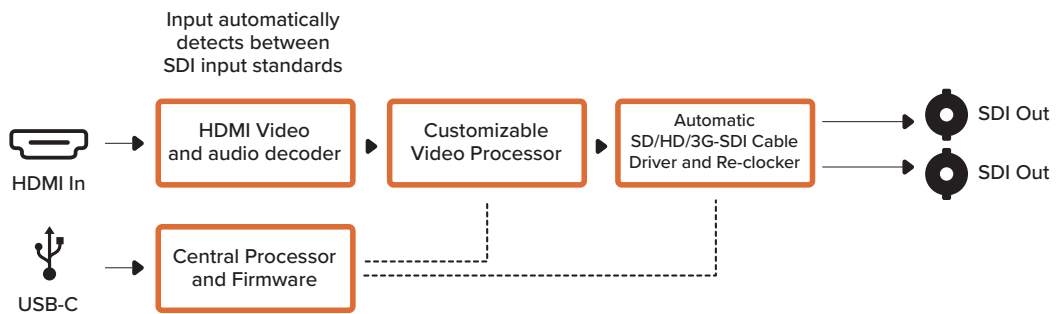 Input automatically
detects between
SDI input standards
HDMI In
HDMI Video
and audio decoder
Customizable
Video Processor
Automatic
SD/HD/3G-SDI Cable
Driver and Re-clocker
SDI Out
SDI Out
USB-C
Central Processor
and Firmware